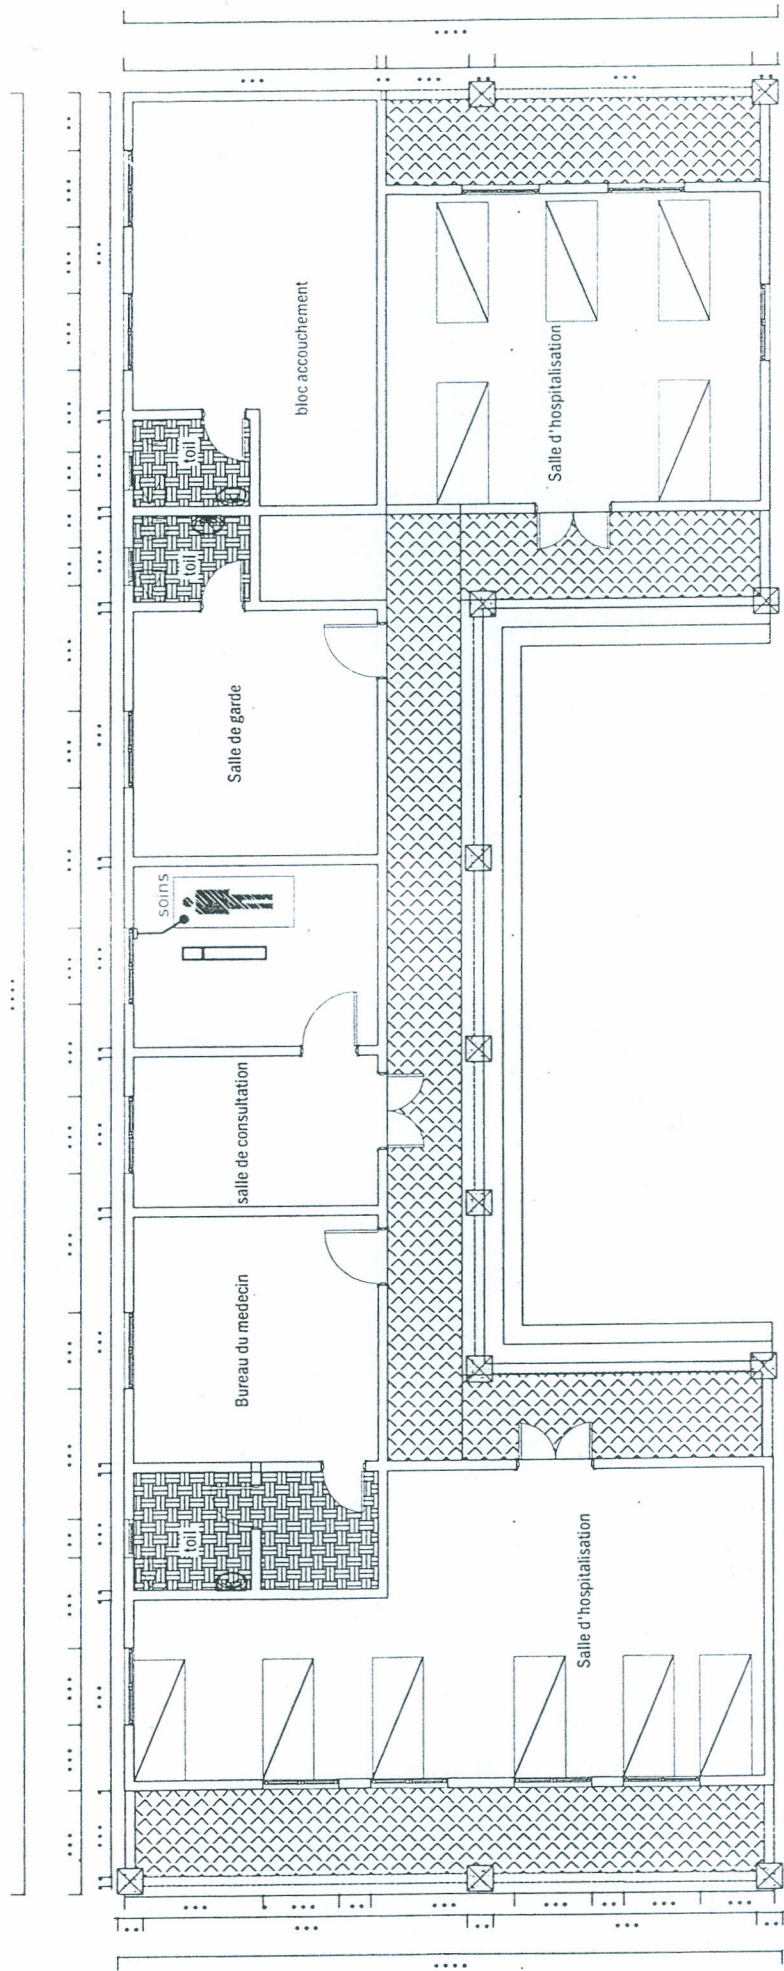 toil
bloc accouchement
toil
Salle d'hospitalisation
Salle de garde
soins
salle de consultation
Bureau du medecin
toil
Salle d'hospitalisation